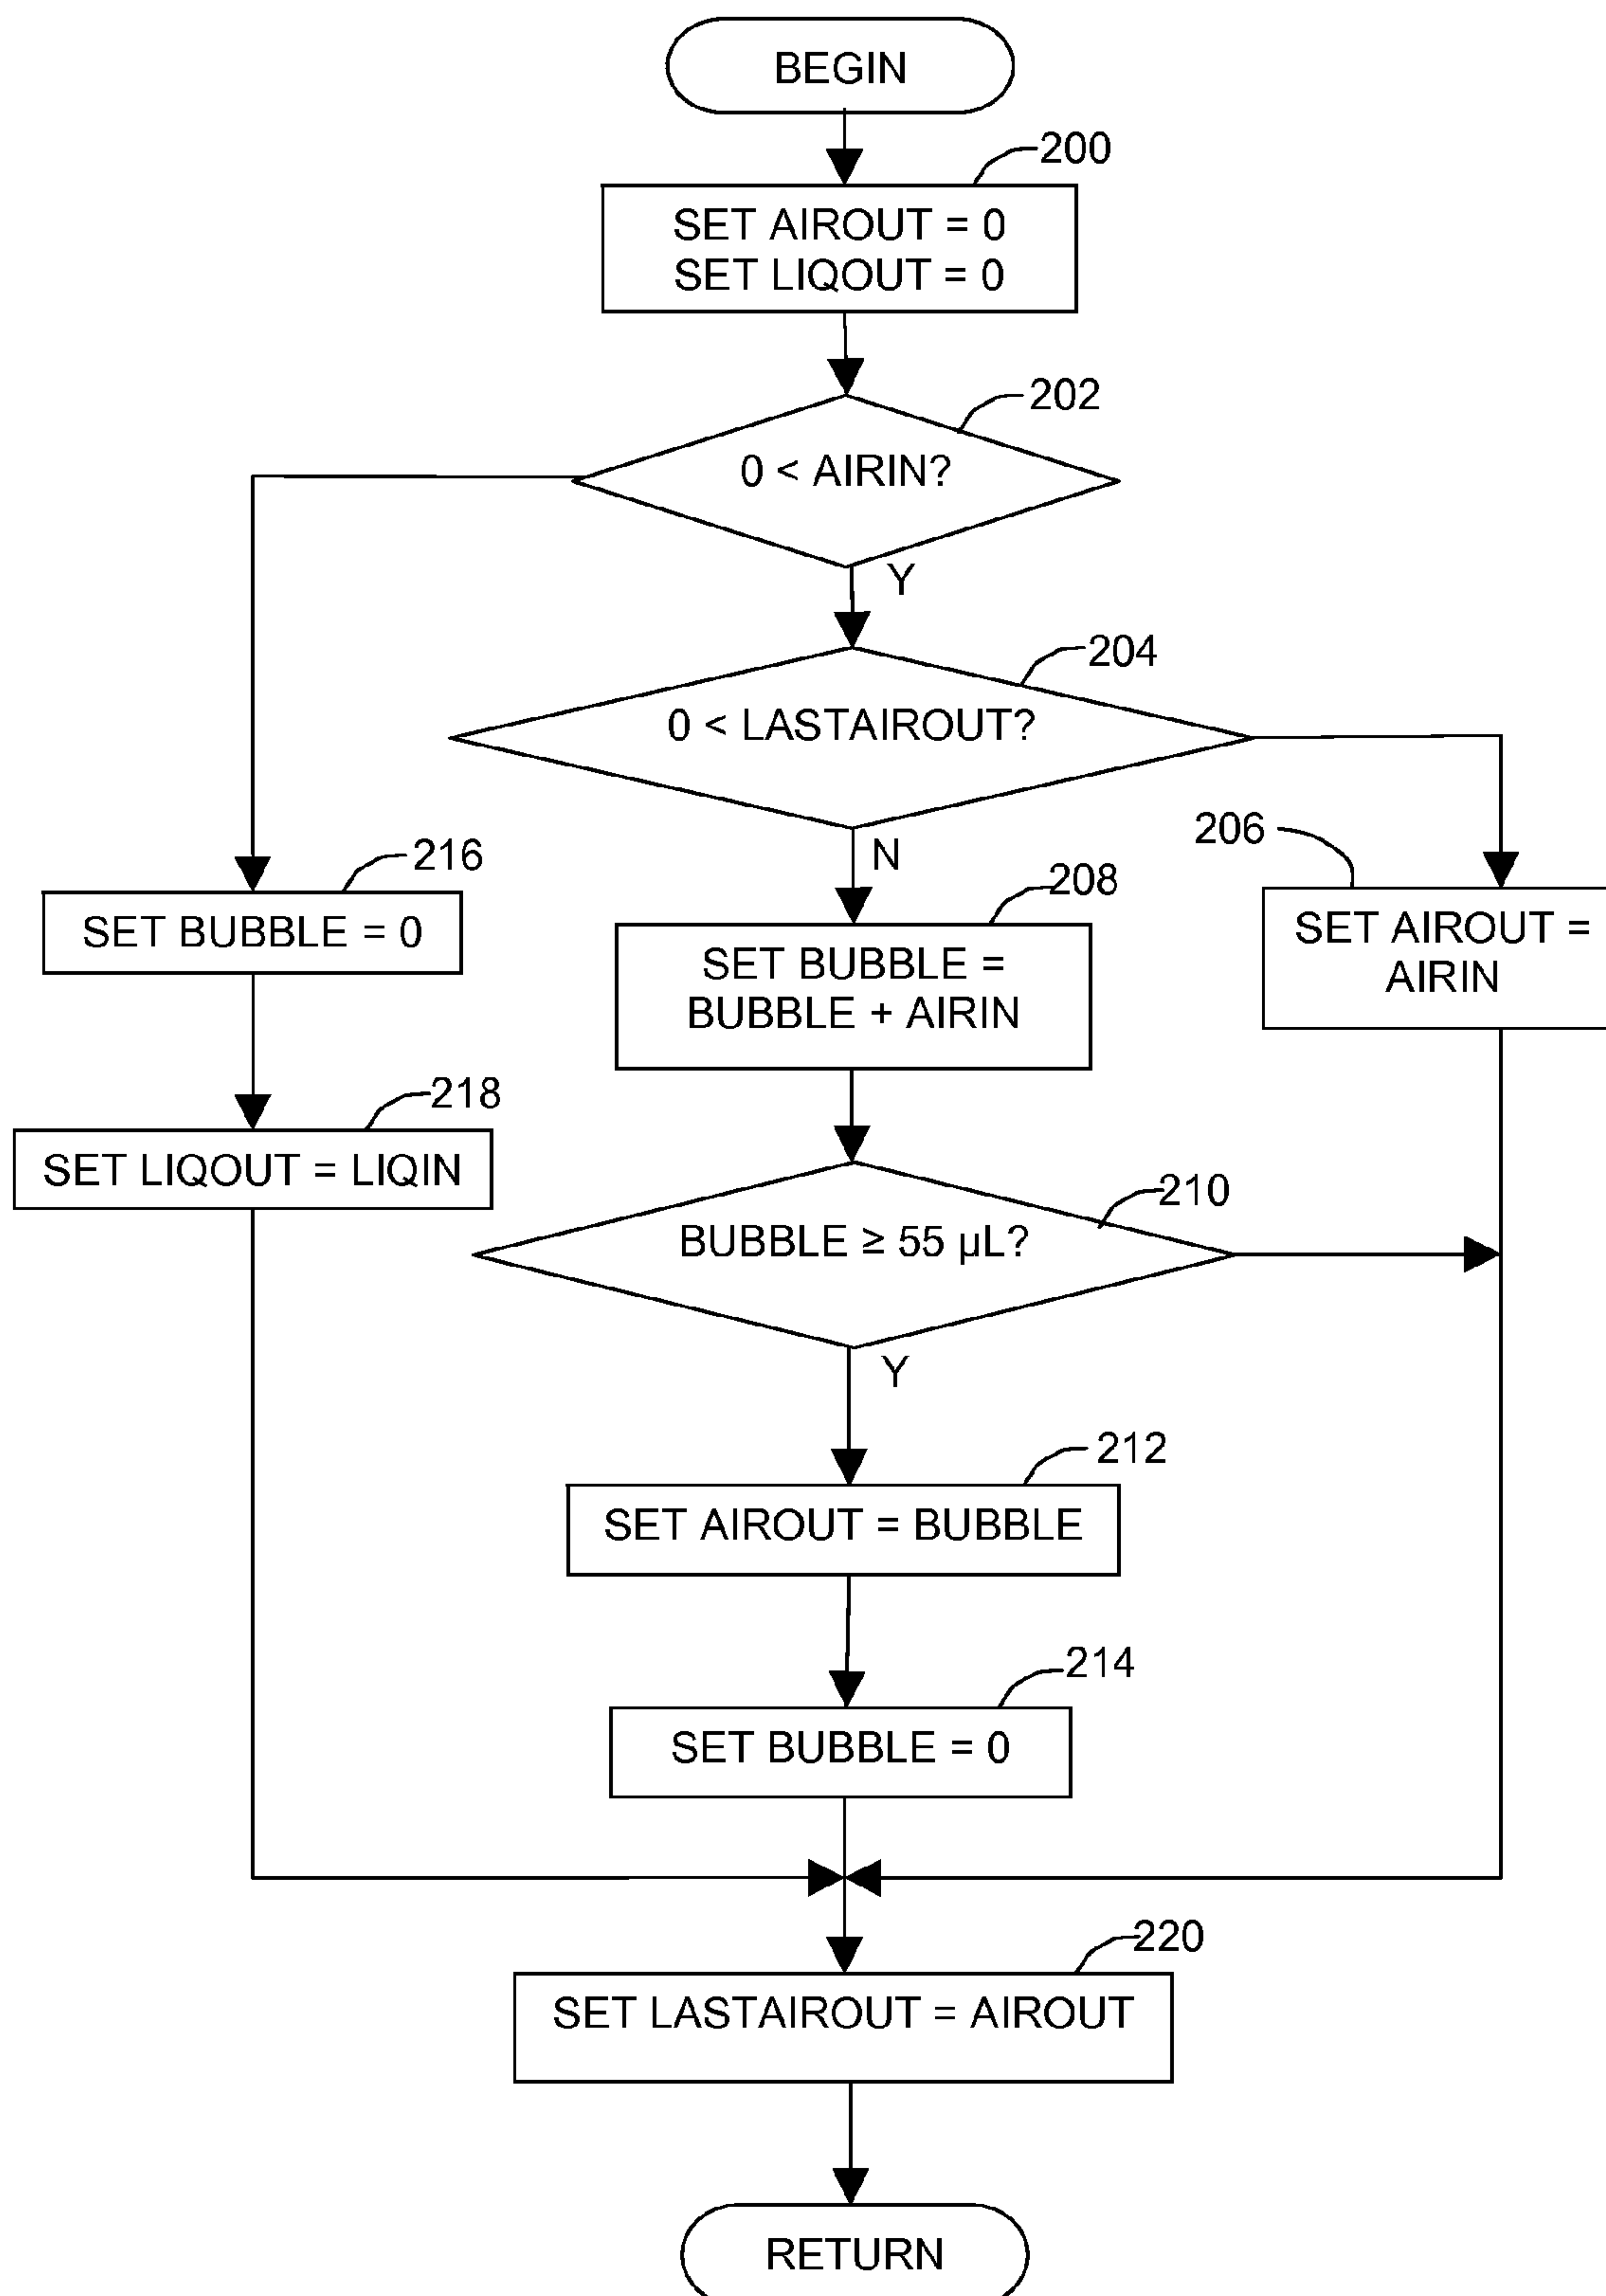 BEGIN
200
SET AIROUT = 0
SET LIQOUT = 0
202
0 < AIRIN?
Y
204
0 < LASTAIROUT?
N
206
SET AIROUT =
AIRIN
216
SET BUBBLE = 0
208
SET BUBBLE =
BUBBLE + AIRIN
218
SET LIQOUT = LIQIN
210
BUBBLE ≥ 55 µL?
Y
212
SET AIROUT = BUBBLE
214
SET BUBBLE = 0
220
SET LASTAIROUT = AIROUT
RETURN